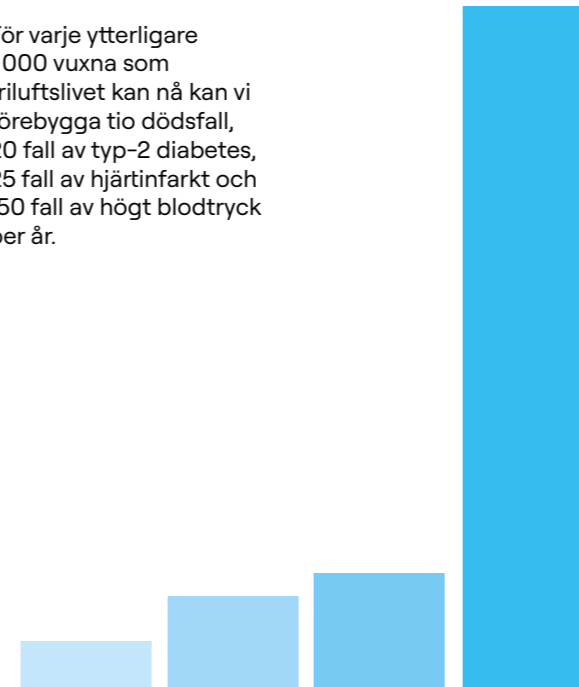 ör varje ytterligare
000 vuxna som
riluftslivet kan nå kan vi
örebygga tio dödsfall,
20 fall av typ-2 diabetes,
25 fall av hjärtinfarkt och
50 fall av högt blodtryck
per år.